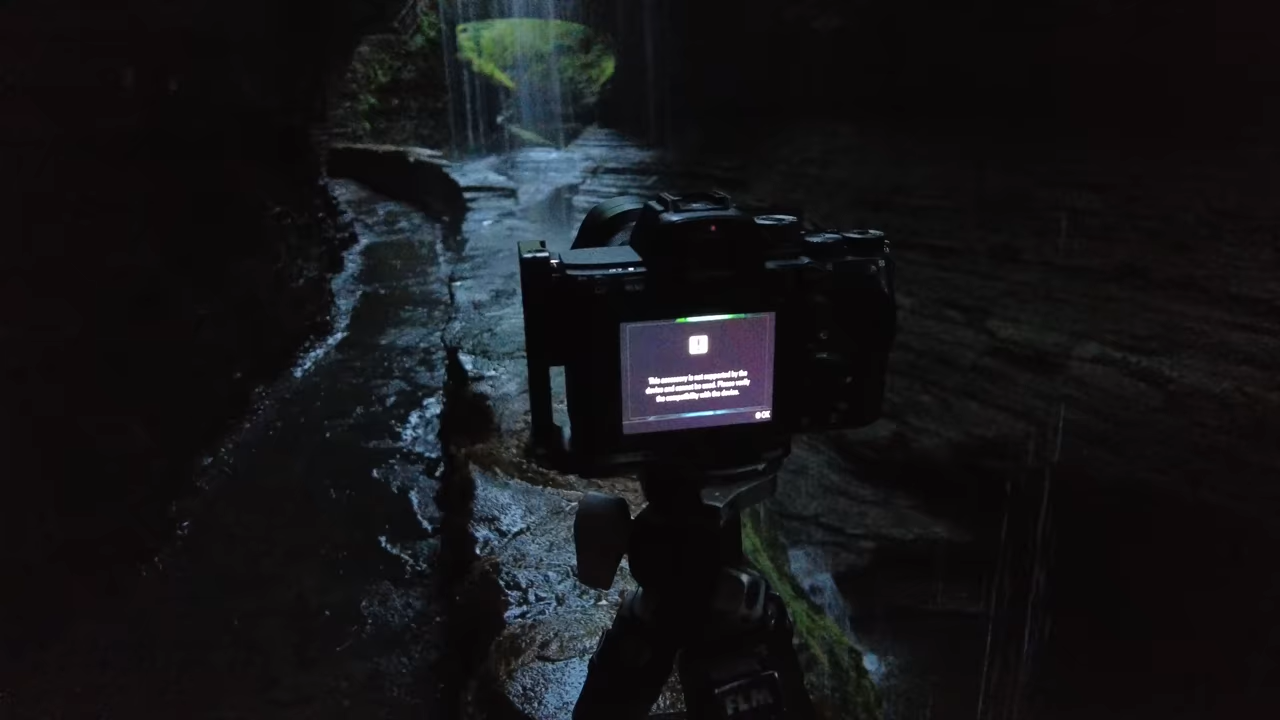 This accessory is not supported by the
device and cannot be used. Please verify
the compatibility with the device.
OK
FLM